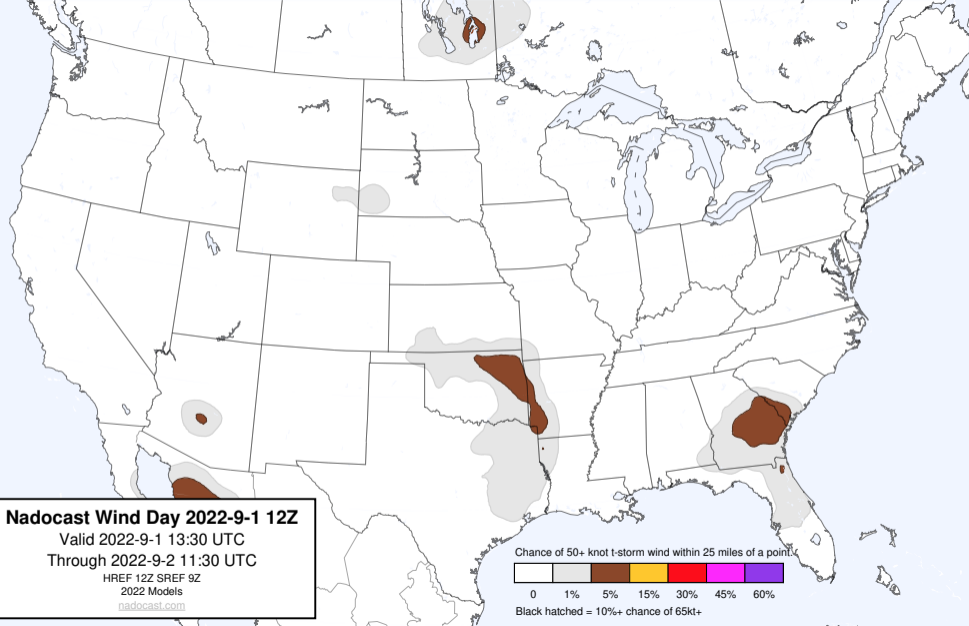 Nadocast Wind Day 2022-9-1 12Z
Valid 2022-9-1 13:30 UTC
Through 2022-9-2 11:30 UTC
HREF 12Z SREF 9Z
2022 Models
nadocast.com
Chance of 50+ knot t-storm wind within 25 miles of a point.
0 1% 5% 15% 30% 45% 60%
Black hatched = 10%+ chance of 65kt+